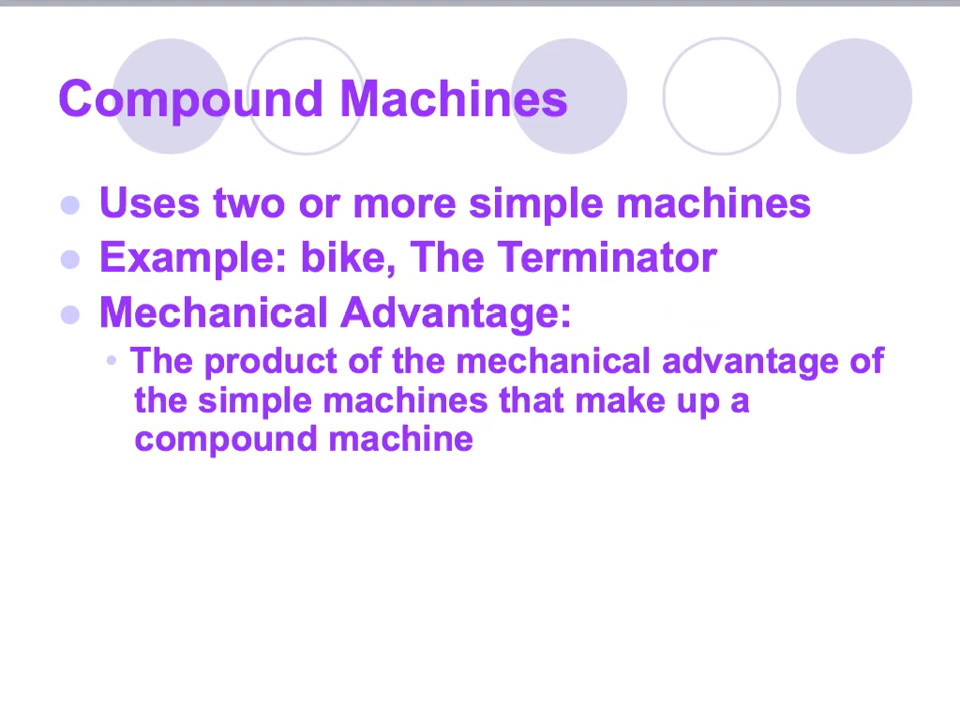 Compound Machines
Uses two or more simple machines
Example: bike, The Terminator
Mechanical Advantage:
The product of the mechanical advantage of
the simple machines that make up a
compound machine